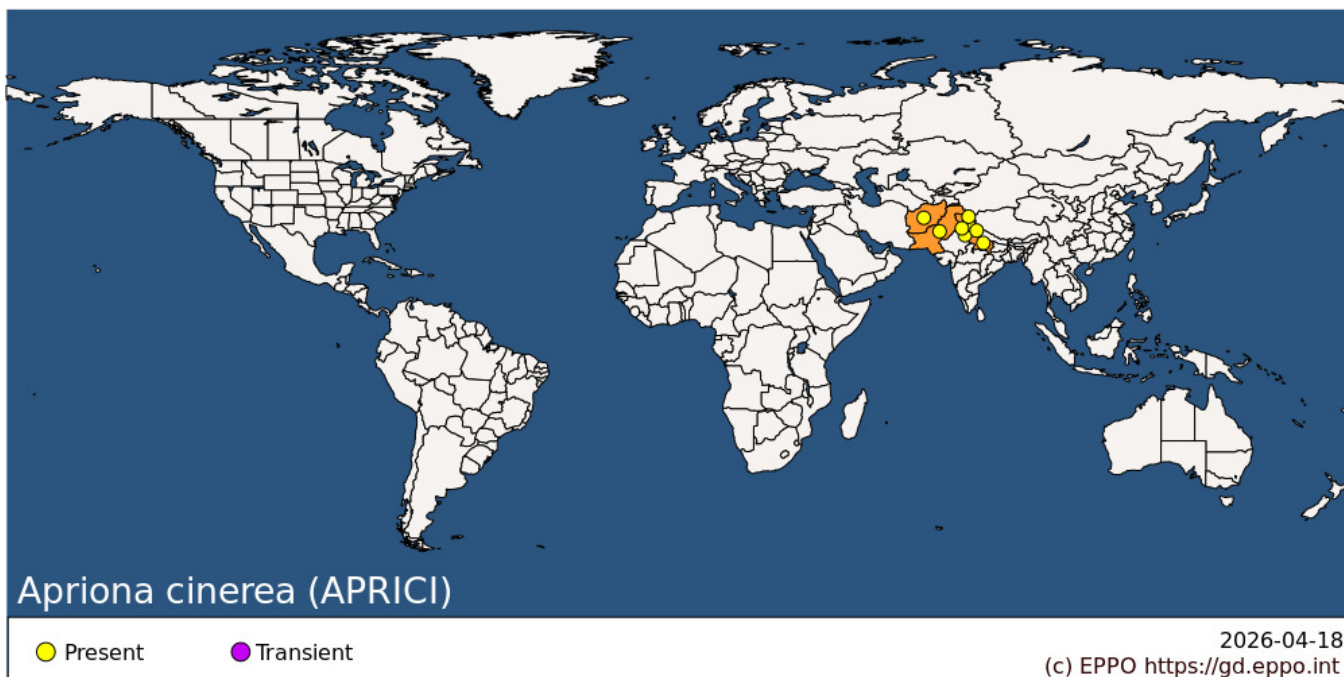 Apriona cinerea (APRICI)
Present
Transient
2026-04-18
(c) EPPO https://gd.eppo.int